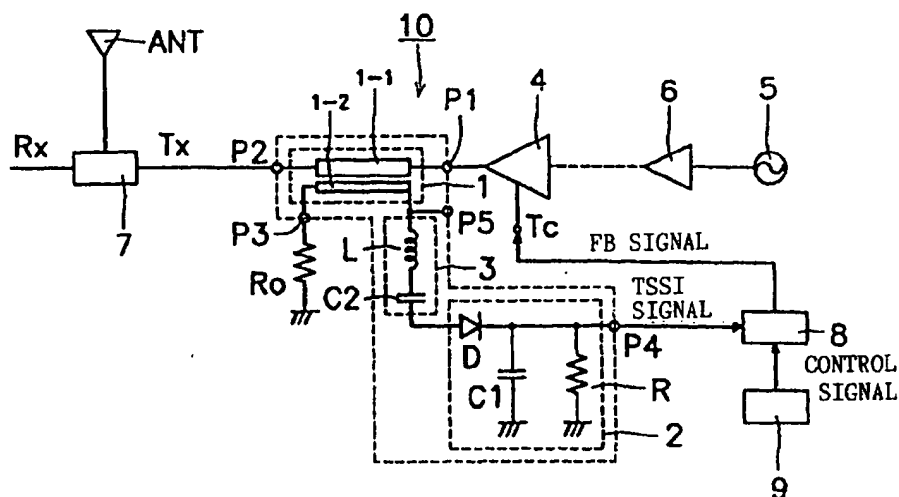 10
ANT
1-1
1-2
P1
4
6
5
Rx
Tx
P2
1
7
P3
P5
Tc
L
3
FB SIGNAL
Ro
C2
TSSI
SIGNAL
D
P4
8
C1
R
CONTROL
SIGNAL
2
9